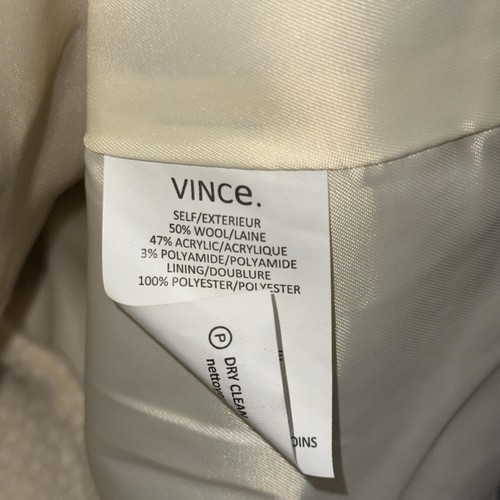 VINCe.
SELF/EXTERIEUR
50% WOOL/LAINE
47% ACRYLIC/ACRYLIQUE
3% POLYAMIDE/POLYAMIDE
LINING/DOUBLURE
100% POLYESTER/POLYESTER
P
DRY CLEAN